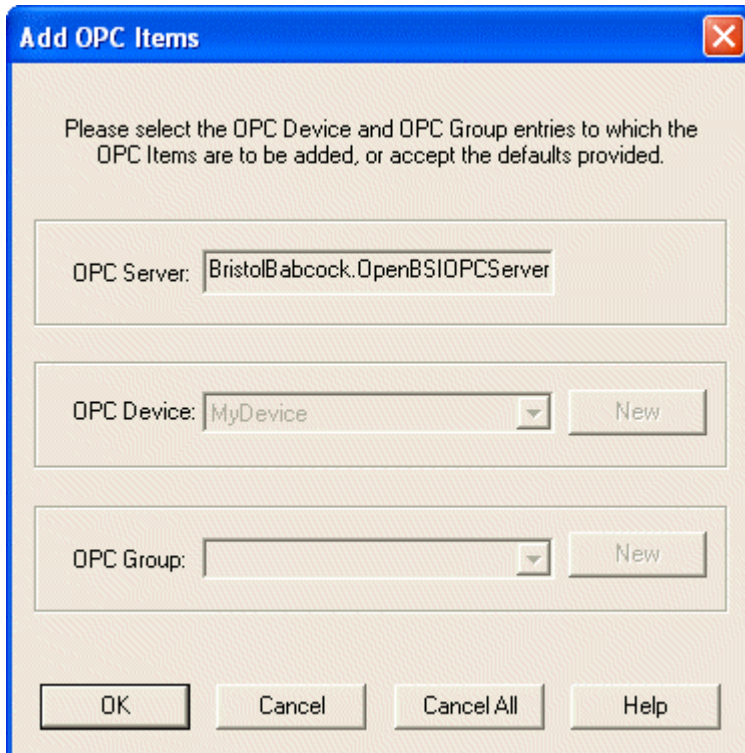 Add OPC Items
Please select the OPC Device and OPC Group entries to which the
OPC Items are to be added, or accept the defaults provided.
OPC Server: BristolBabcock.OpenBSIOPCServer
OPC Device: MyDevice New
OPC Group: New
OK Cancel Cancel All Help